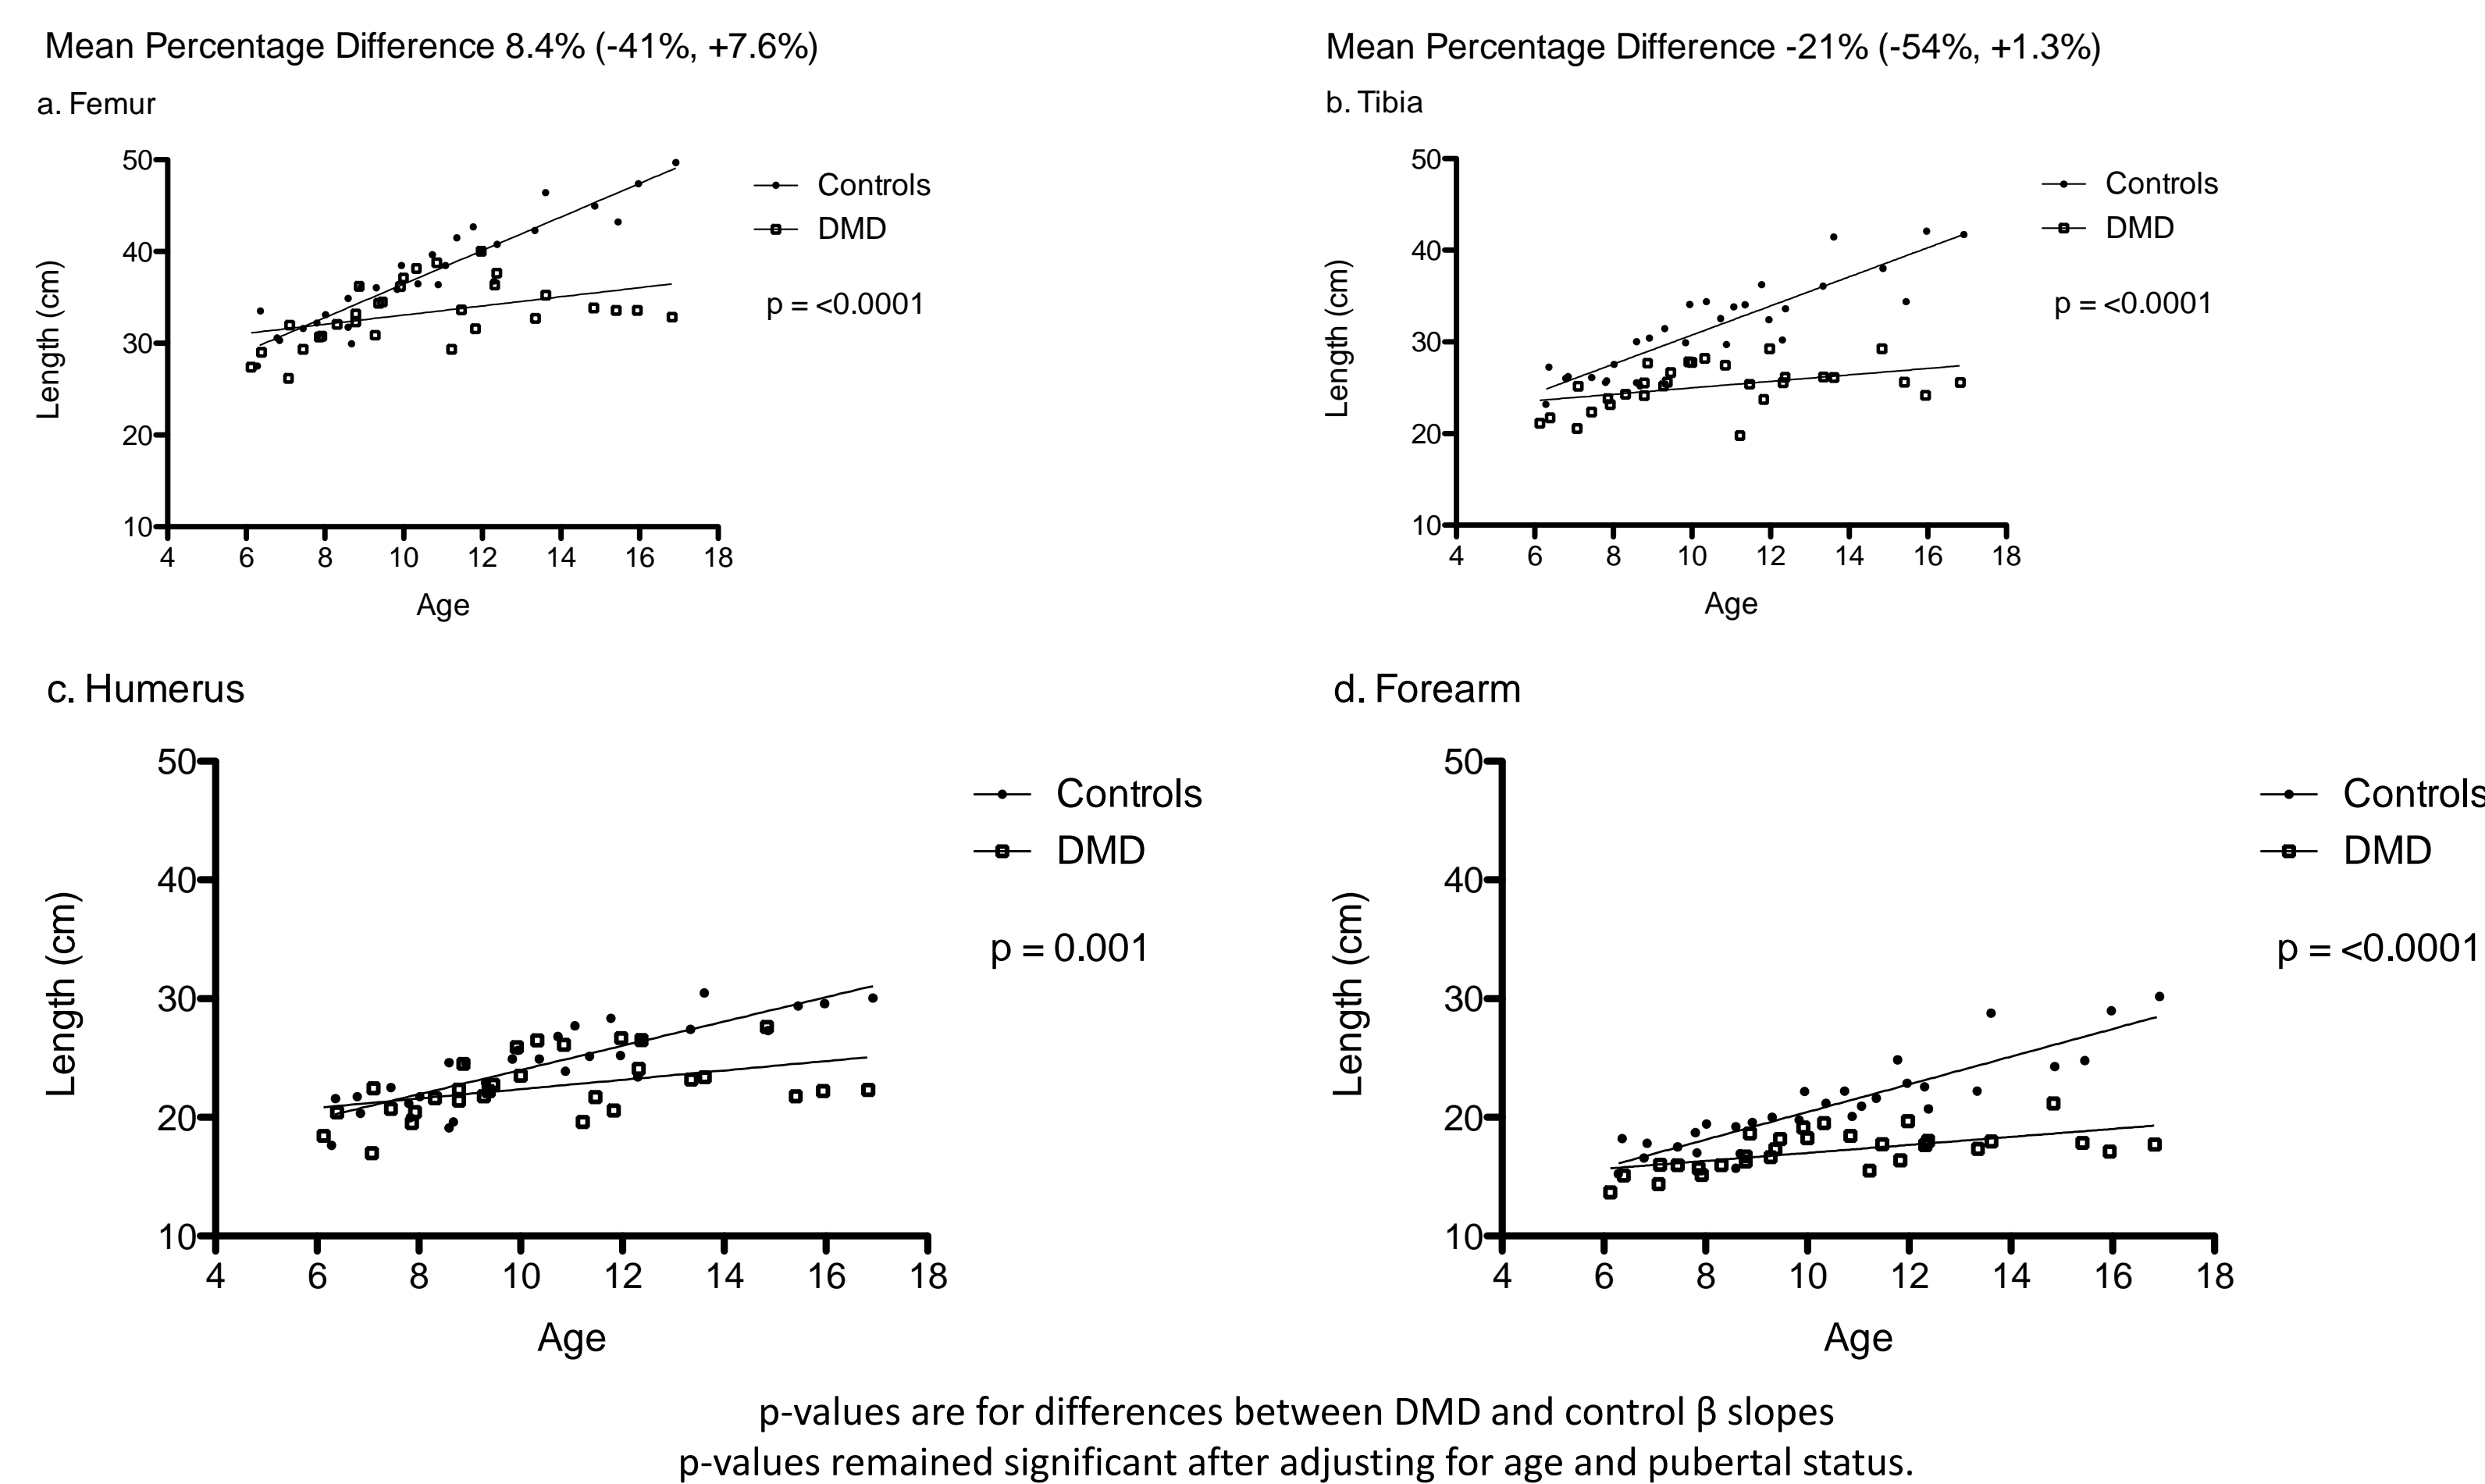 Mean Percentage Difference 8.4% (-41%, +7.6%)
a. Femur
50
40
30
20
10
4 6 8 10 12 14 16 18
Length (cm)
Age
Controls
DMD
p = <0.0001
Mean Percentage Difference -21% (-54%, +1.3%)
b. Tibia
50
40
30
20
10
4 6 8 10 12 14 16 18
Length (cm)
Age
Controls
DMD
p = <0.0001
c. Humerus
50
40
30
20
10
4 6 8 10 12 14 16 18
Length (cm)
Age
Controls
DMD
p = 0.001
d. Forearm
50
40
30
20
10
4 6 8 10 12 14 16 18
Length (cm)
Age
Controls
DMD
p = <0.0001
p-values are for differences between DMD and control β slopes
p-values remained significant after adjusting for age and pubertal status.